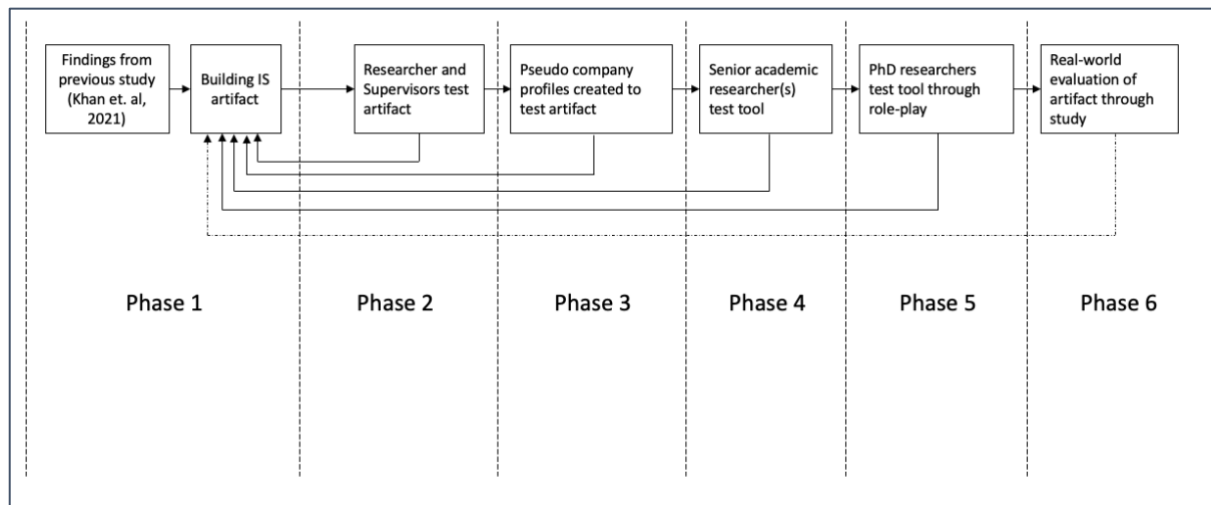 Findings from
previous study
(Khan et. al,
2021)
Building IS
artifact
Researcher and
Supervisors test
artifact
Pseudo company
profiles created to
test artifact
Senior academic
researcher(s)
test tool
PhD researchers
test tool through
role-play
Real-world
evaluation of
artifact through
study
Phase 1
Phase 2
Phase 3
Phase 4
Phase 5
Phase 6